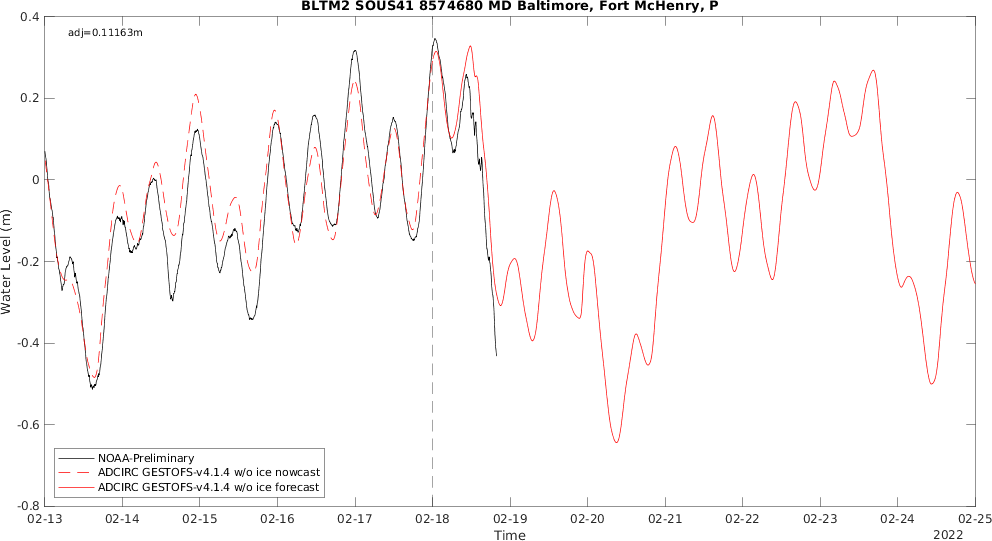 BLTM2 SOUS41 8574680 MD Baltimore, Fort McHenry, P
adj=0.11163m
0.4
0.2
0
-0.2
-0.4
-0.6
-0.8
Water Level (m)
NOAA-Preliminary
ADCIRC GESTOFS-v4.1.4 w/o ice nowcast
ADCIRC GESTOFS-v4.1.4 w/o ice forecast
02-13 02-14 02-15 02-16 02-17 02-18 02-19 02-20 02-21 02-22 02-23 02-24 02-25
Time
2022